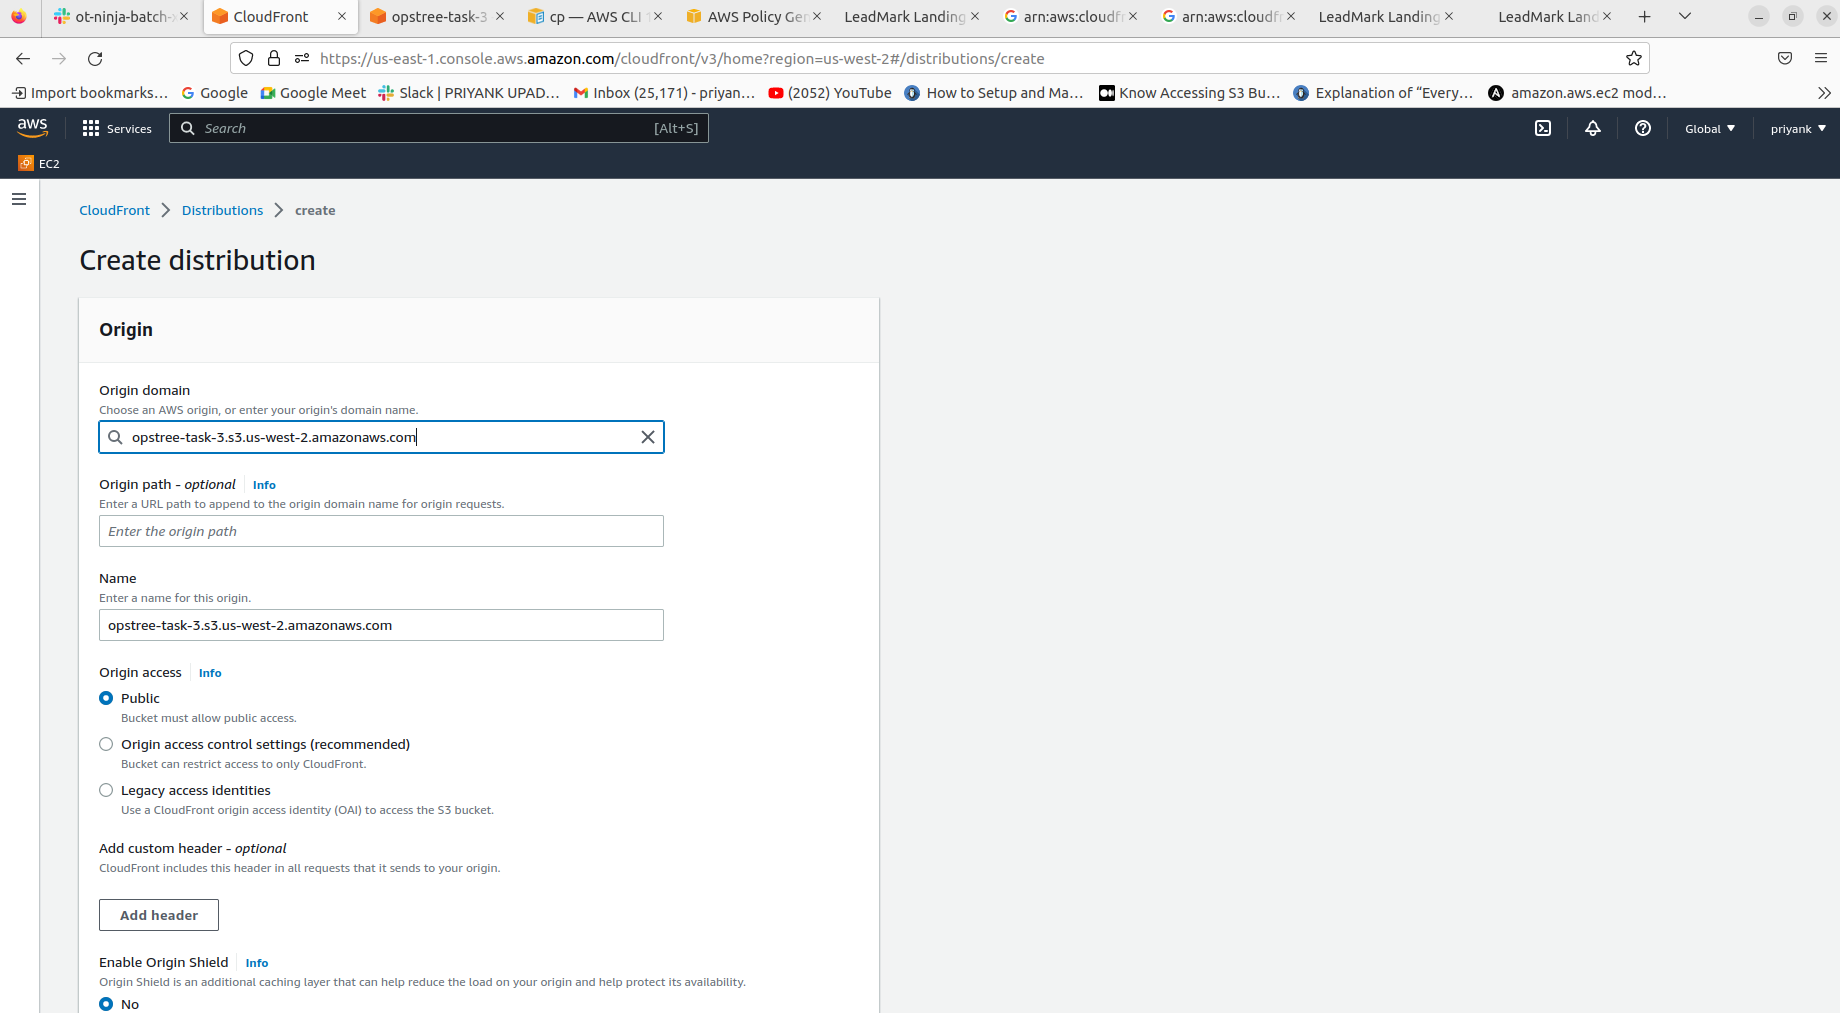 ot-ninja-batch-
CloudFront
opstree-task-3
cp — AWS CLI 1
AWS Policy Gen
LeadMark Landing
arn:aws:cloudf
arn:aws:cloudf
LeadMark Landing
LeadMark Land
https://us-east-1.console.aws.amazon.com/cloudfront/v3/home?region=us-west-2#/distributions/create
Import bookmarks… Google Google Meet Slack | PRIYANK UPAD… Inbox (25,171) - priyan… (2052) YouTube How to Setup and Ma… Know Accessing S3 Bu… Explanation of “Every… amazon.aws.ec2 mod…
aws Services Search [Alt+S] Global priyank
EC2
CloudFront Distributions create
Create distribution
Origin
Origin domain
Choose an AWS origin, or enter your origin's domain name.
opstree-task-3.s3.us-west-2.amazonaws.com
Origin path - optional Info
Enter a URL path to append to the origin domain name for origin requests.
Enter the origin path
Name
Enter a name for this origin.
opstree-task-3.s3.us-west-2.amazonaws.com
Origin access Info
Public
Bucket must allow public access.
Origin access control settings (recommended)
Bucket can restrict access to only CloudFront.
Legacy access identities
Use a CloudFront origin access identity (OAI) to access the S3 bucket.
Add custom header - optional
CloudFront includes this header in all requests that it sends to your origin.
Add header
Enable Origin Shield Info
Origin Shield is an additional caching layer that can help reduce the load on your origin and help protect its availability.
No